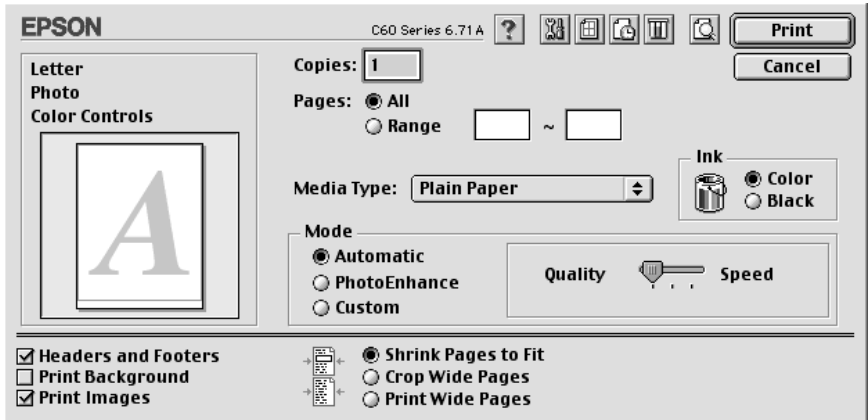 EPSON
C60 Series 6.71A
?
Print
Cancel
Letter
Photo
Color Controls
A
Copies: 1
Pages: All
Range ~
Media Type: Plain Paper
Ink
Color
Black
Mode
Automatic
PhotoEnhance
Custom
Quality Speed
Headers and Footers
Print Background
Print Images
Shrink Pages to Fit
Crop Wide Pages
Print Wide Pages